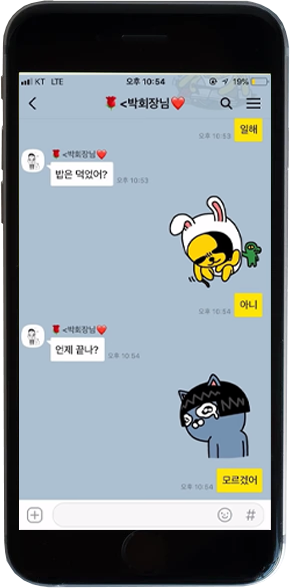 KT LTE 오후 10:54 19%
<박회장님
일해
오후 10:53
<박회장님
밥은 먹었어?
오후 10:53
아니
오후 10:54
<박회장님
언제 끝나?
오후 10:54
모르겠어
오후 10:54
#